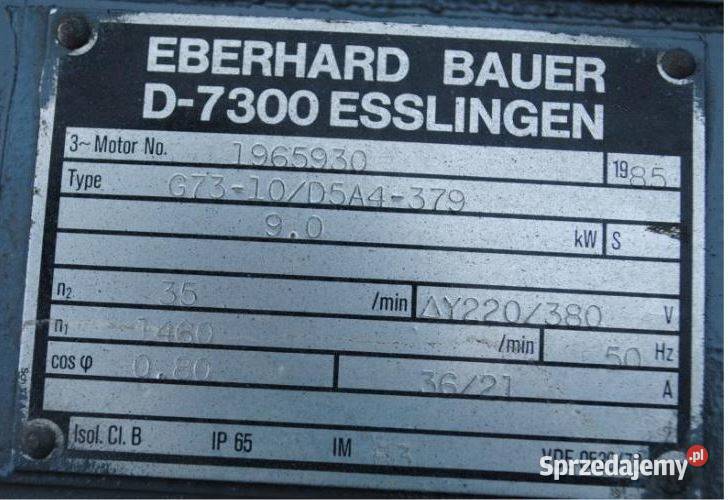 EBERHARD BAUER
D-7300 ESSLINGEN
3~ Motor No. 1965930 1985
Type G73-10/D5A4-379
9.0 kW S
n₂ 35 /min ΔY220/380 V
n₁ 1460 /min 50 Hz
cos φ 0.80 36/21 A
Isol. Cl. B IP 65 IM B3 VDE
Sprzedajemy.pl